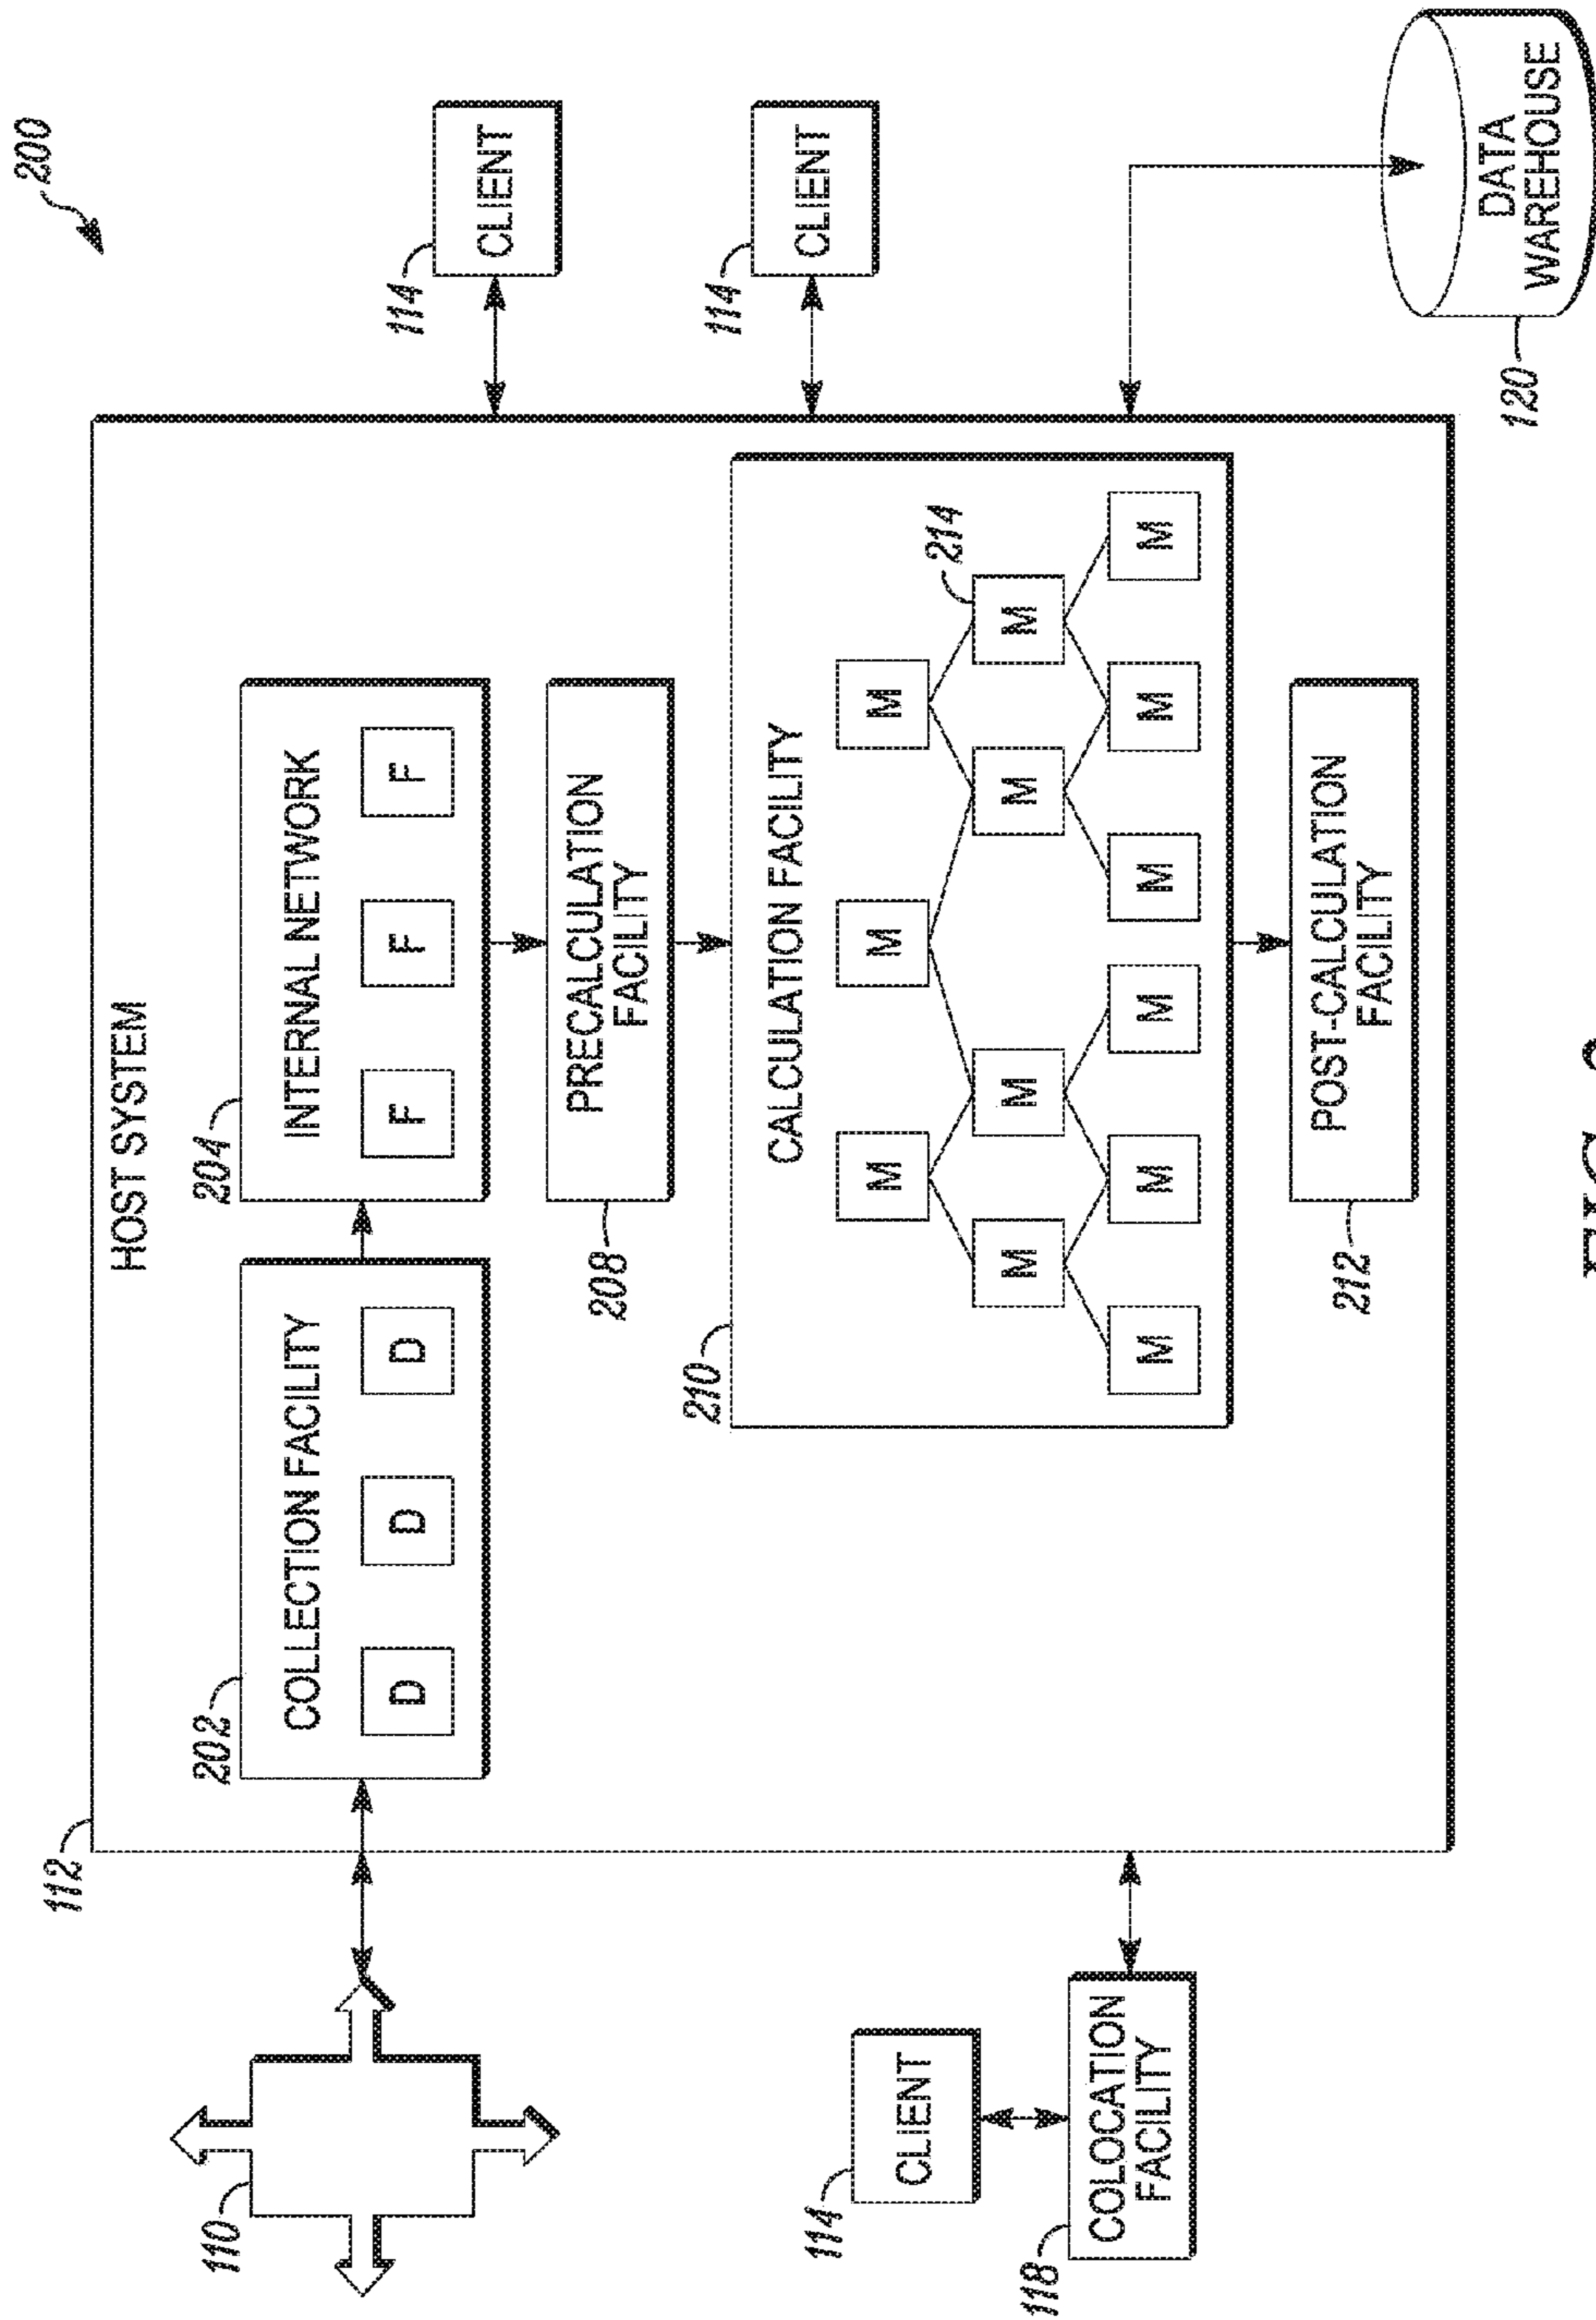 200
112
HOST SYSTEM
110
202
COLLECTION FACILITY
D D D
204
INTERNAL NETWORK
F F F
114
CLIENT
208
PRECALCULATION
FACILITY
114
CLIENT
210
CALCULATION FACILITY
M M M
214
M M M M
M M M M M M
114
CLIENT
118
COLOCATION
FACILITY
212
POST-CALCULATION
FACILITY
120
DATA
WAREHOUSE